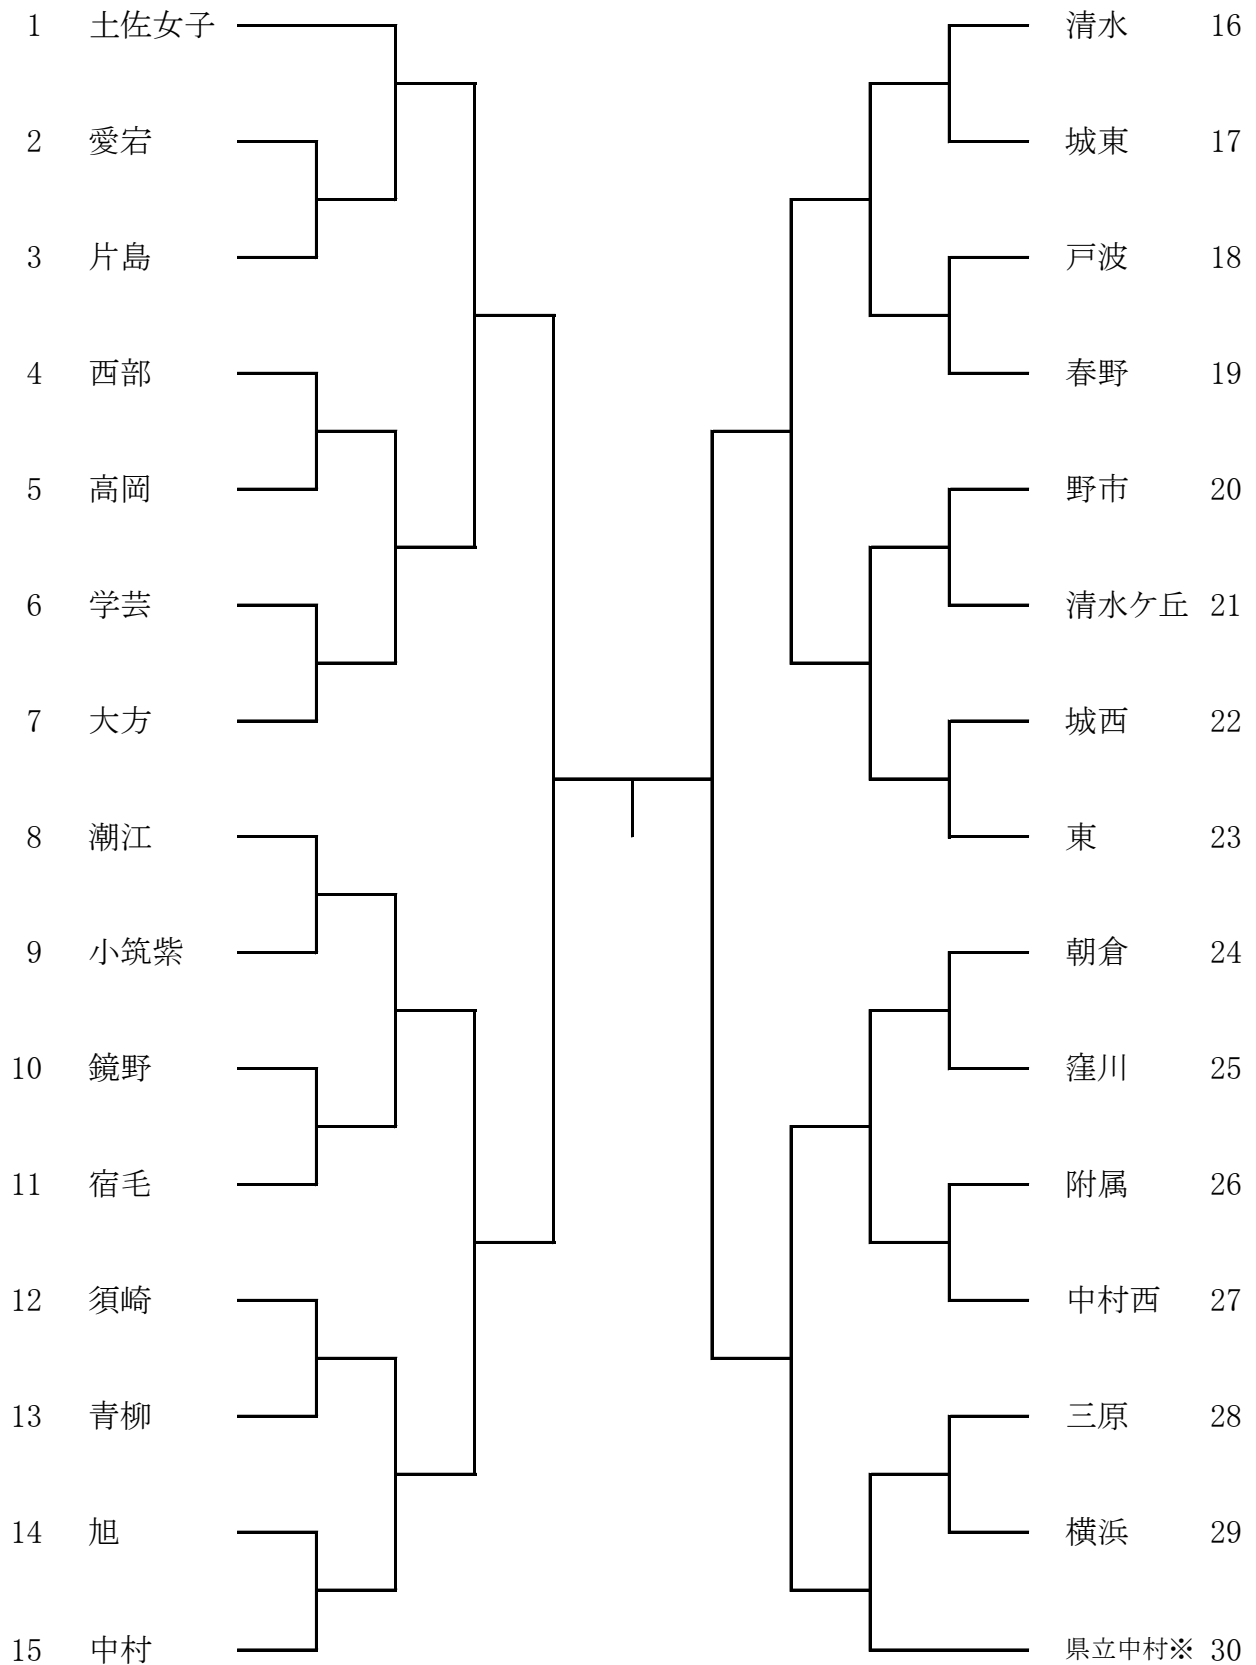 1 土佐女子
2 愛宕
3 片島
4 西部
5 高岡
6 学芸
7 大方
8 潮江
9 小筑紫
10 鏡野
11 宿毛
12 須崎
13 青柳
14 旭
15 中村
清水 16
城東 17
戸波 18
春野 19
野市 20
清水ケ丘 21
城西 22
東 23
朝倉 24
窪川 25
附属 26
中村西 27
三原 28
横浜 29
県立中村※ 30